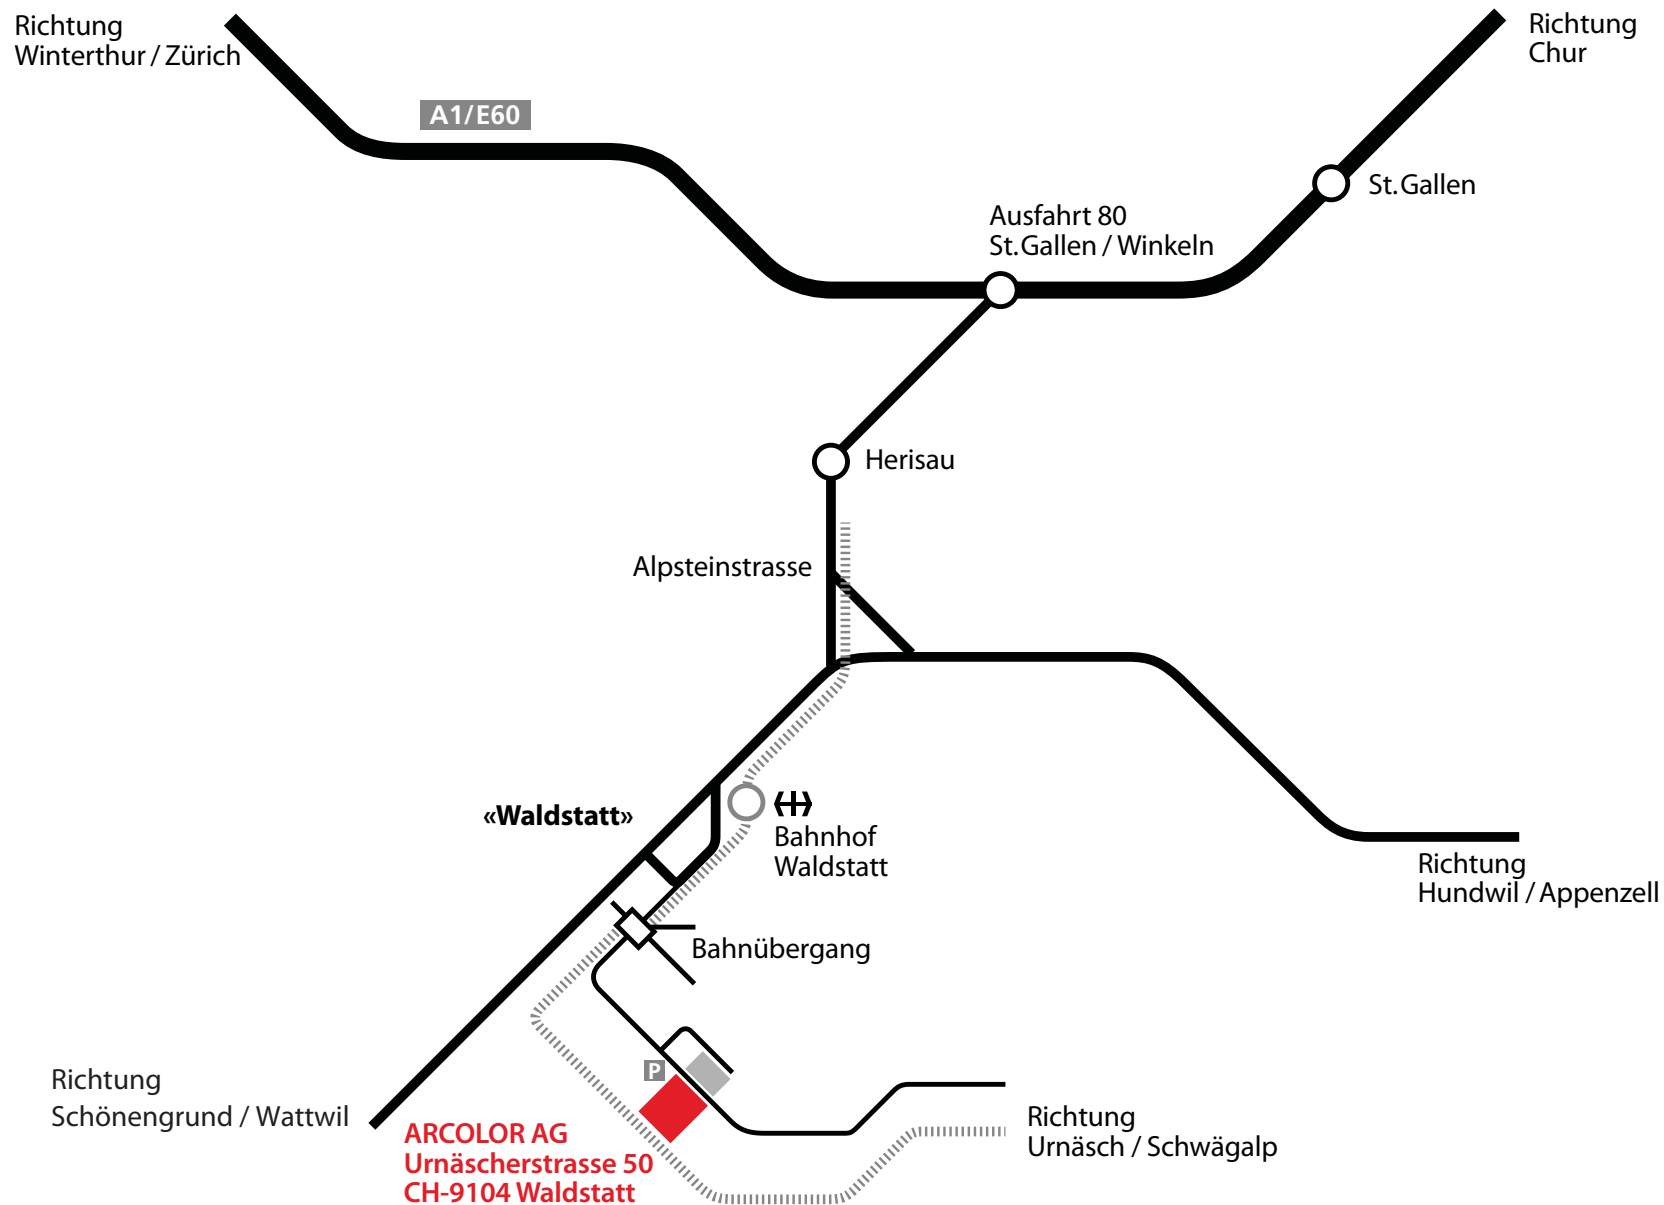 Richtung
Winterthur / Zürich
Richtung
Chur
A1/E60
St. Gallen
Ausfahrt 80
St. Gallen / Winkeln
Herisau
Alpsteinstrasse
«Waldstatt»
Bahnhof
Waldstatt
Richtung
Hundwil / Appenzell
Bahnübergang
P
Richtung
Schönengrund / Wattwil
ARCOLOR AG
Urnäscherstrasse 50
CH-9104 Waldstatt
Richtung
Urnäsch / Schwägalp